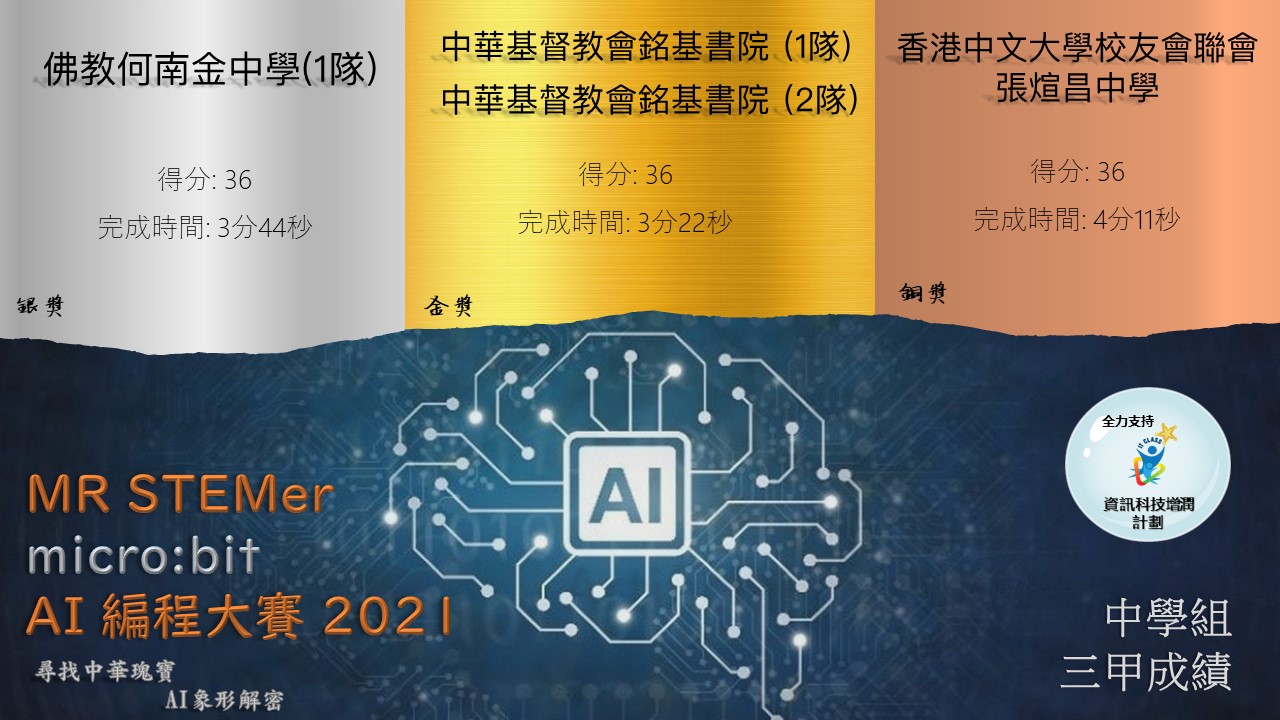 佛教何南金中學(1隊)
得分: 36
完成時間: 3分44秒
銀獎
中華基督教會銘基書院 (1隊)
中華基督教會銘基書院 (2隊)
得分: 36
完成時間: 3分22秒
金獎
香港中文大學校友會聯會
張煊昌中學
得分: 36
完成時間: 4分11秒
銅獎
AI
MR STEMer
micro:bit
AI 編程大賽 2021
尋找中華瑰寶
AI象形解密
全力支持
IT CLASS
資訊科技增潤
計劃
中學組
三甲成績